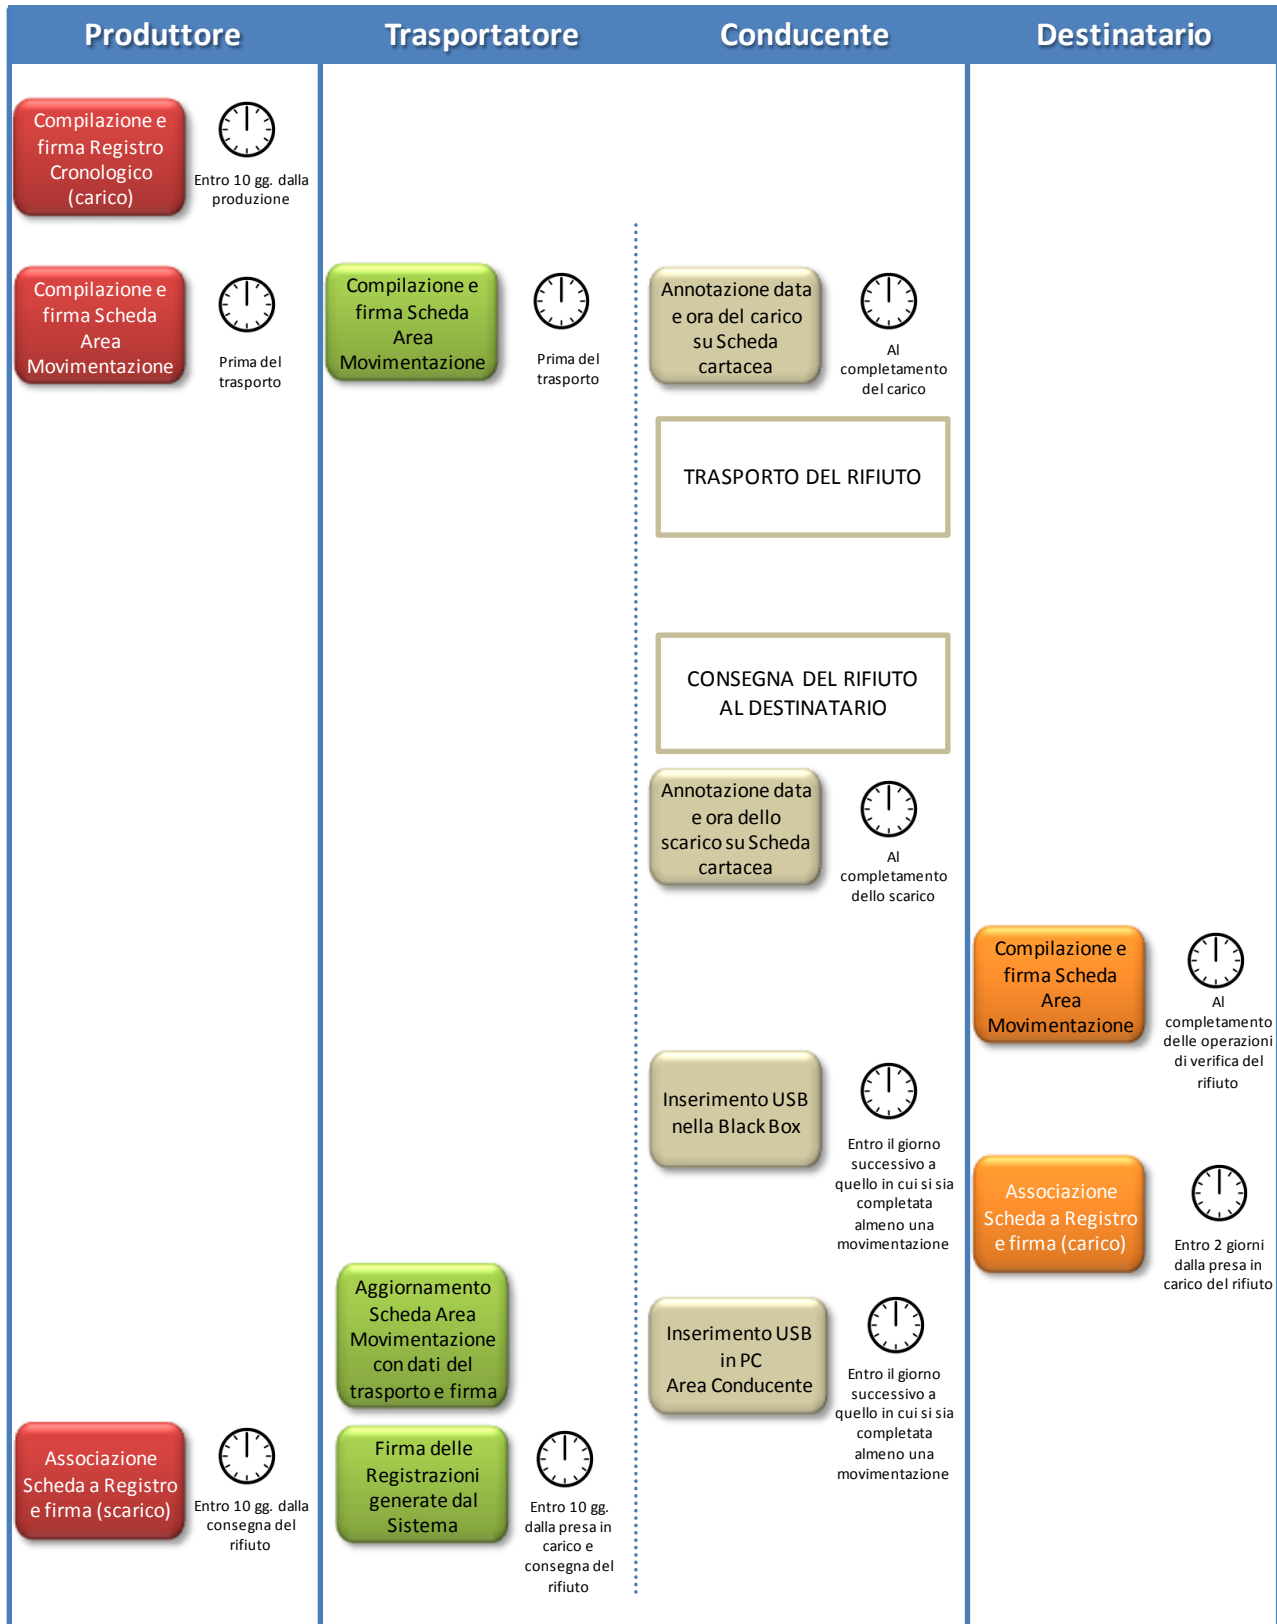 Produttore
Trasportatore
Conducente
Destinatario
Compilazione e
firma Registro
Cronologico
(carico)
Entro 10 gg. dalla
produzione
Compilazione e
firma Scheda
Area
Movimentazione
Prima del
trasporto
Compilazione e
firma Scheda
Area
Movimentazione
Prima del
trasporto
Annotazione data
e ora del carico
su Scheda
cartacea
Al
completamento
del carico
TRASPORTO DEL RIFIUTO
CONSEGNA DEL RIFIUTO
AL DESTINATARIO
Annotazione data
e ora dello
scarico su Scheda
cartacea
Al
completamento
dello scarico
Compilazione e
firma Scheda
Area
Movimentazione
Al
completamento
delle operazioni
di verifica del
rifiuto
Inserimento USB
nella Black Box
Entro il giorno
successivo a
quello in cui si sia
completata
almeno una
movimentazione
Associazione
Scheda a Registro
e firma (carico)
Entro 2 giorni
dalla presa in
carico del rifiuto
Aggiornamento
Scheda Area
Movimentazione
con dati del
trasporto e firma
Inserimento USB
in PC
Area Conducente
Entro il giorno
successivo a
quello in cui si sia
completata
almeno una
movimentazione
Associazione
Scheda a Registro
e firma (scarico)
Entro 10 gg. dalla
consegna del
rifiuto
Firma delle
Registrazioni
generate dal
Sistema
Entro 10 gg.
dalla presa in
carico e
consegna del
rifiuto